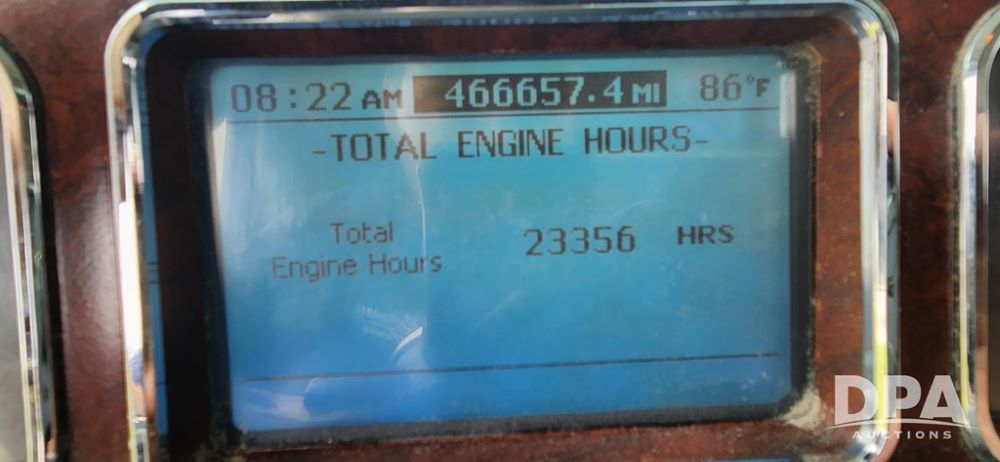 08:22 AM 466657.4 MI 86°F
-TOTAL ENGINE HOURS-
Total
Engine Hours 23356 HRS
DPA
AUCTIONS